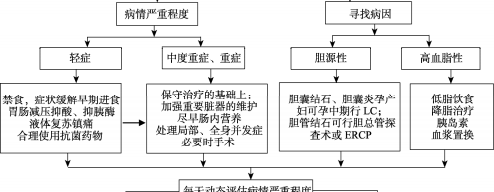 病情严重程度
寻找病因
轻症
中度重症、重症
胆源性
高血脂性
禁食，症状缓解早期进食
胃肠减压抑酸、抑胰酶
液体复苏镇痛
合理使用抗菌药物
保守治疗的基础上：
加强重要脏器的维护
尽早肠内营养
处理局部、全身并发症
必要时手术
胆囊结石、胆囊炎孕产
妇可孕中期行 LC；
胆管结石可行胆总管探
查术或 ERCP
低脂饮食
降脂治疗
胰岛素
血浆置换
每天动态评估病情严重程度